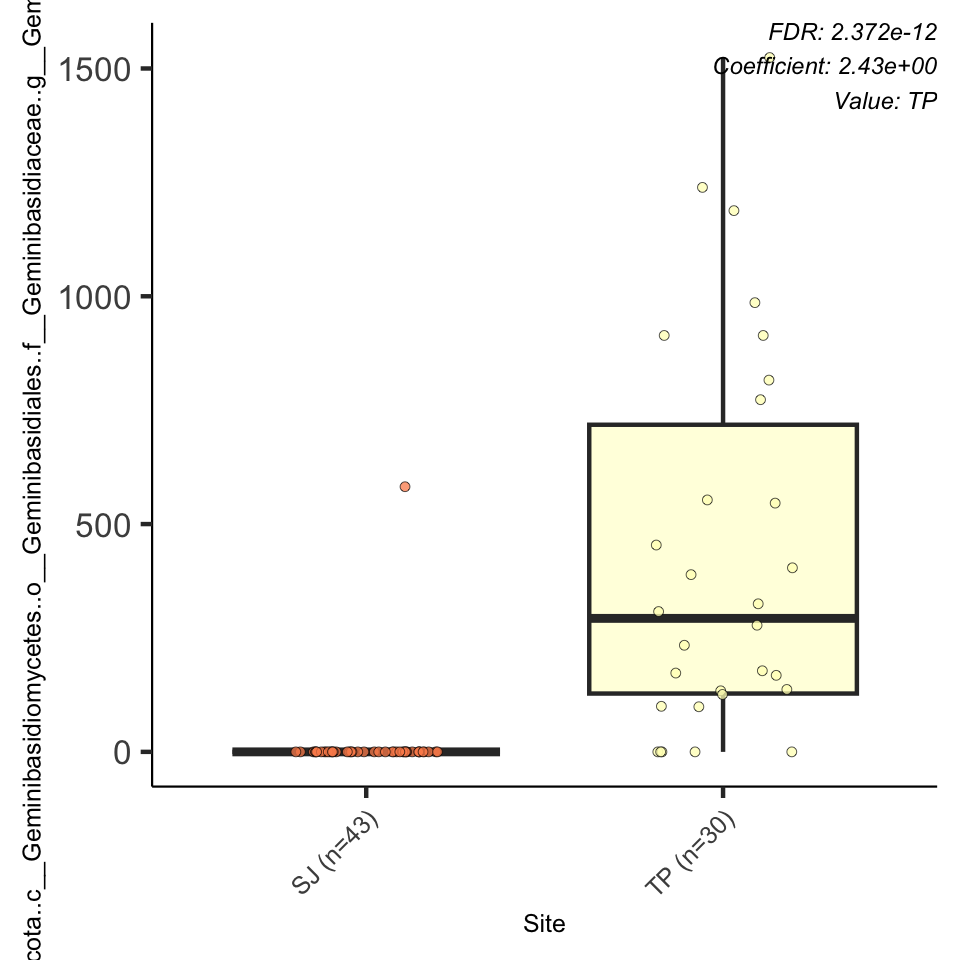 FDR: 2.372e-12
Coefficient: 2.43e+00
Value: TP
cota..c__Geminibasidiomycetes..o__Geminibasidiales..f__Geminibasidiaceae..g__Gem
1500
1000
500
0
SJ (n=43)
TP (n=30)
Site